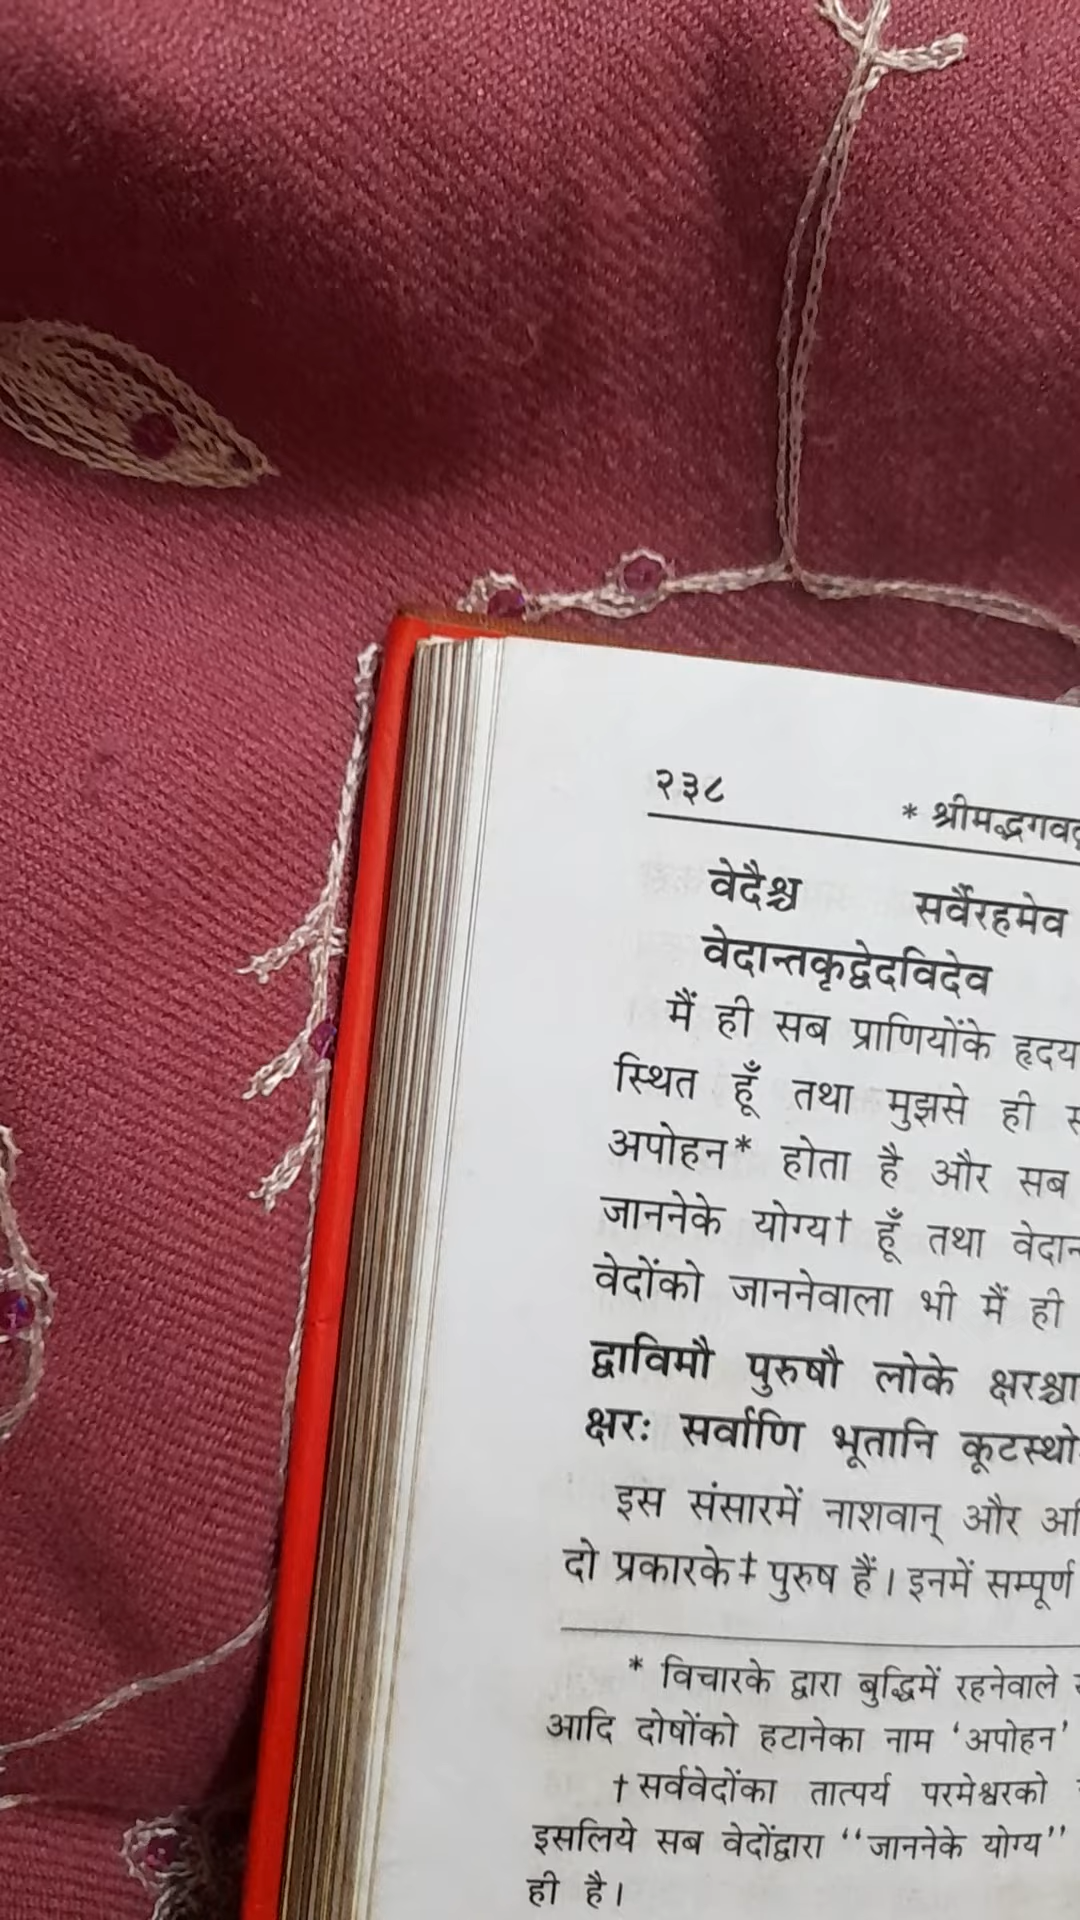 २३८
* श्रीमद्भगवद्
वेदैश्च सर्वैरहमेव
वेदान्तकृद्वेदविदेव
मैं ही सब प्राणियोंके हृदय
स्थित हूँ तथा मुझसे ही
अपोहन* होता है और सब
जाननेके योग्य† हूँ तथा वेदान
वेदोंको जाननेवाला भी मैं ही
द्वाविमौ पुरुषौ लोके क्षरश्चा
क्षरः सर्वाणि भूतानि कूटस्थो
इस संसारमें नाशवान् और
दो प्रकारके‡ पुरुष हैं। इनमें सम्पूर्ण
* विचारके द्वारा बुद्धिमें रहनेवाले
आदि दोषोंको हटानेका नाम ‘अपोहन’
† सर्ववेदोंका तात्पर्य परमेश्वरको
इसलिये सब वेदोंद्वारा ‘‘जाननेके योग्य’’
ही है।